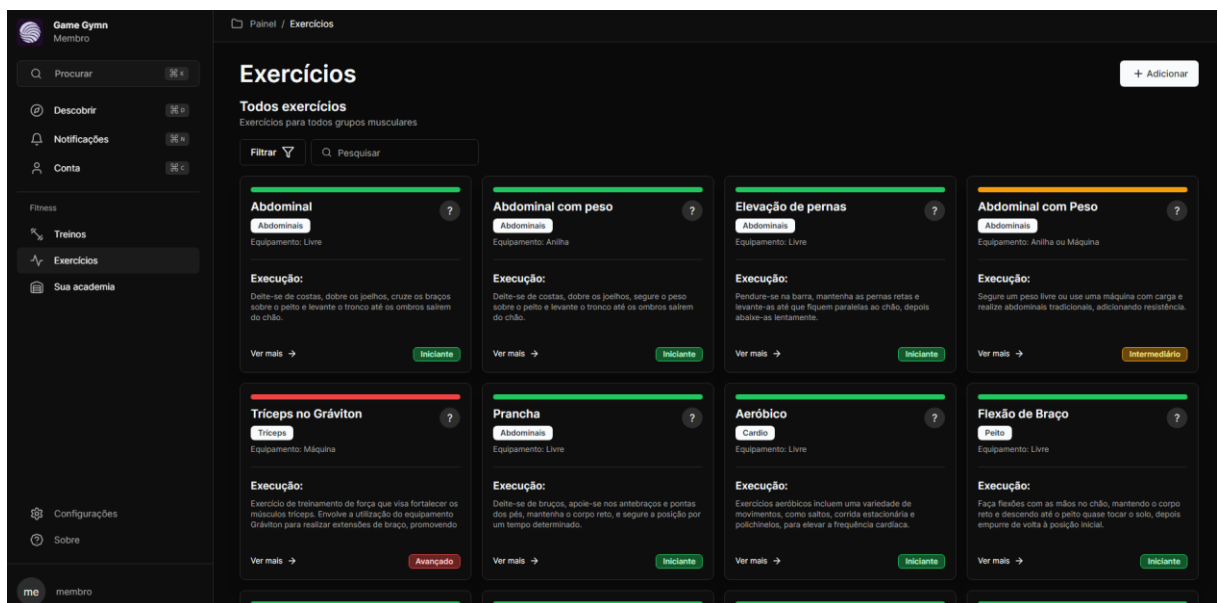 Game Gymn
Membro
Procurar ⌘ K
Descobrir ⌘ D
Notificações ⌘ N
Conta ⌘ C
Fitness
Treinos
Exercícios
Sua academia
Configurações
Sobre
me membro
Painel / Exercícios
Exercícios
+ Adicionar
Todos exercícios
Exercícios para todos grupos musculares
Filtrar
Pesquisar
Abdominal
?
Abdominais
Equipamento: Livre
Execução:
Deite-se de costas, dobre os joelhos, cruze os braços
sobre o peito e levante o tronco até os ombros saírem
do chão.
Ver mais →
Iniciante
Abdominal com peso
?
Abdominais
Equipamento: Anilha
Execução:
Deite-se de costas, dobre os joelhos, segure o peso
sobre o peito e levante o tronco até os ombros saírem
do chão.
Ver mais →
Iniciante
Elevação de pernas
?
Abdominais
Equipamento: Livre
Execução:
Pendure-se na barra, mantenha as pernas retas e
levante-as até que fiquem paralelas ao chão, depois
abaixe-as lentamente.
Ver mais →
Iniciante
Abdominal com Peso
?
Abdominais
Equipamento: Anilha ou Máquina
Execução:
Segure um peso livre ou use uma máquina com carga e
realize abdominais tradicionais, adicionando resistência.
Ver mais →
Intermediário
Tríceps no Gráviton
?
Tríceps
Equipamento: Máquina
Execução:
Exercício de treinamento de força que visa fortalecer os
músculos tríceps. Envolve a utilização do equipamento
Gráviton para realizar extensões de braço, promovendo
Ver mais →
Avançado
Prancha
?
Abdominais
Equipamento: Livre
Execução:
Deite-se de bruços, apoie-se nos antebraços e pontas
dos pés, mantenha o corpo reto, e segure a posição por
um tempo determinado.
Ver mais →
Iniciante
Aeróbico
?
Cardio
Equipamento: Livre
Execução:
Exercícios aeróbicos incluem uma variedade de
movimentos, como saltos, corrida estacionária e
polichinelos, para elevar a frequência cardíaca.
Ver mais →
Iniciante
Flexão de Braço
?
Peito
Equipamento: Livre
Execução:
Faça flexões com as mãos no chão, mantendo o corpo
reto e descendo até o peito quase tocar o solo, depois
empurre de volta à posição inicial.
Ver mais →
Iniciante